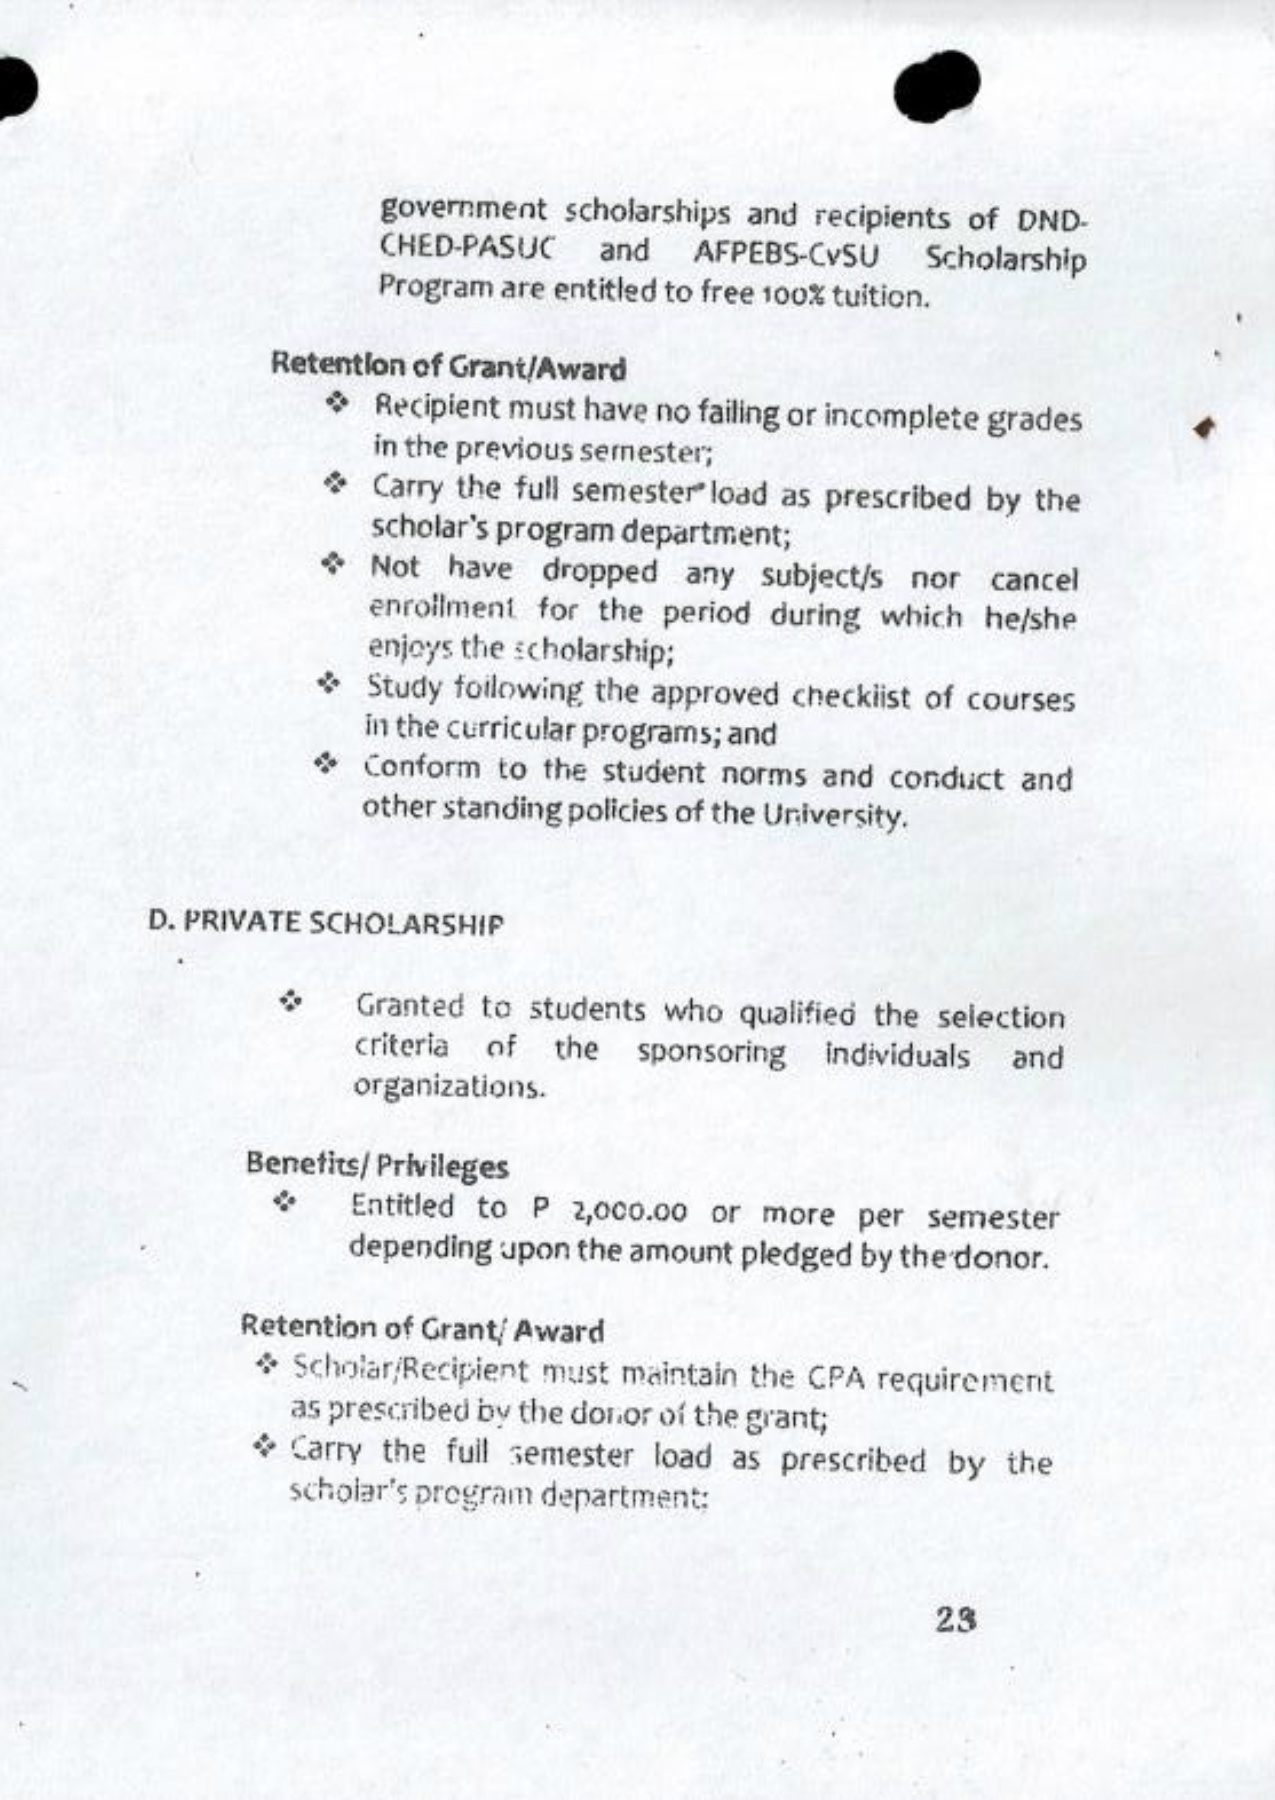 government scholarships and recipients of DND-
CHED-PASUC and AFPEBS-CvSU Scholarship
Program are entitled to free 100% tuition.
Retention of Grant/Award
❖ Recipient must have no failing or incomplete grades
in the previous semester;
❖ Carry the full semester load as prescribed by the
scholar's program department;
❖ Not have dropped any subject/s nor cancel
enrollment for the period during which he/she
enjoys the scholarship;
❖ Study following the approved checklist of courses
in the curricular programs; and
❖ Conform to the student norms and conduct and
other standing policies of the University.
D. PRIVATE SCHOLARSHIP
❖ Granted to students who qualified the selection
criteria of the sponsoring individuals and
organizations.
Benefits/ Privileges
❖ Entitled to P 2,000.00 or more per semester
depending upon the amount pledged by the donor.
Retention of Grant/ Award
❖ Scholar/Recipient must maintain the CPA requirement
as prescribed by the donor of the grant;
❖ Carry the full semester load as prescribed by the
scholar's program department;
23